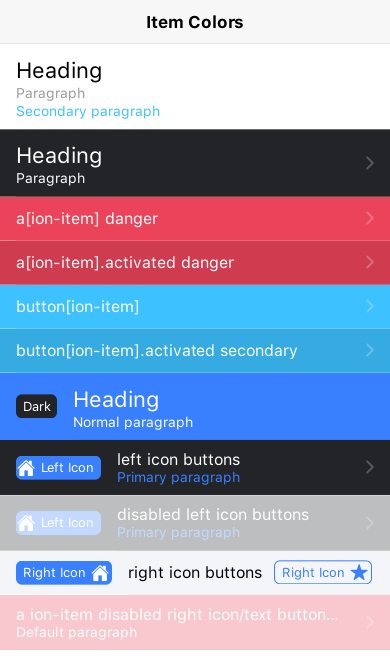 Item Colors
Heading
Paragraph
Secondary paragraph
Heading
Paragraph
a[ion-item] danger
a[ion-item].activated danger
button[ion-item]
button[ion-item].activated secondary
Dark
Heading
Normal paragraph
Left Icon
left icon buttons
Primary paragraph
Left Icon
disabled left icon buttons
Primary paragraph
Right Icon right icon buttons Right Icon
a ion-item disabled right icon/text button...
Default paragraph